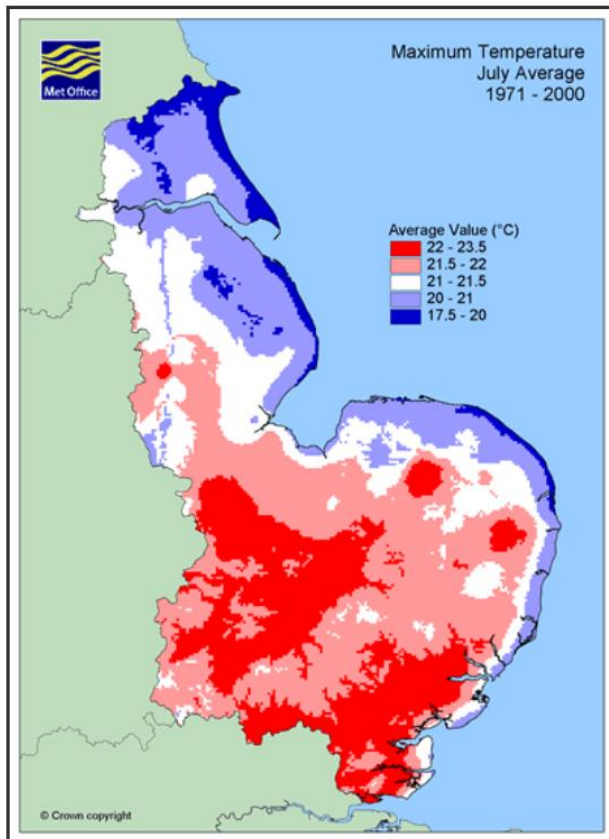 Met Office
Maximum Temperature
July Average
1971 - 2000
Average Value (°C)
22 - 23.5
21.5 - 22
21 - 21.5
20 - 21
17.5 - 20
© Crown copyright